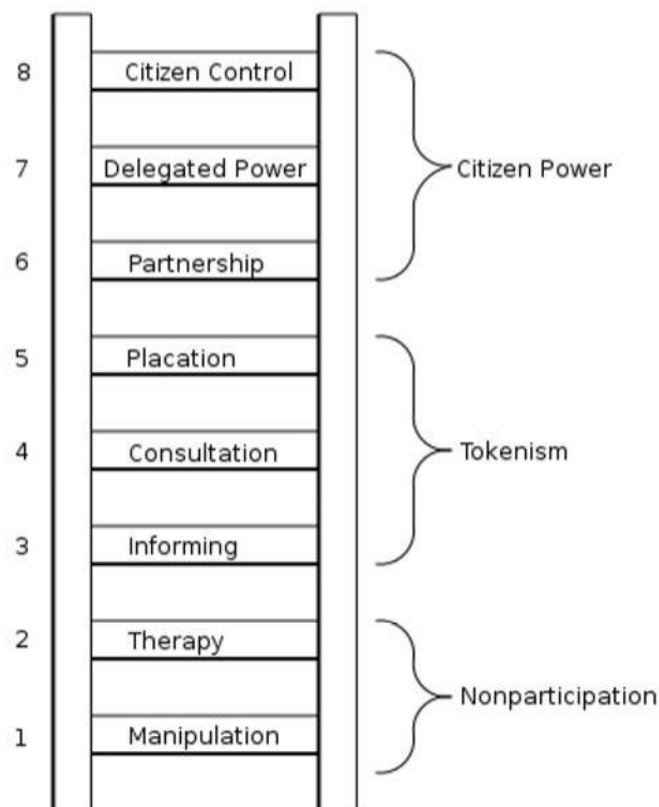 8 Citizen Control
7 Delegated Power
Citizen Power
6 Partnership
5 Placation
4 Consultation
Tokenism
3 Informing
2 Therapy
Nonparticipation
1 Manipulation